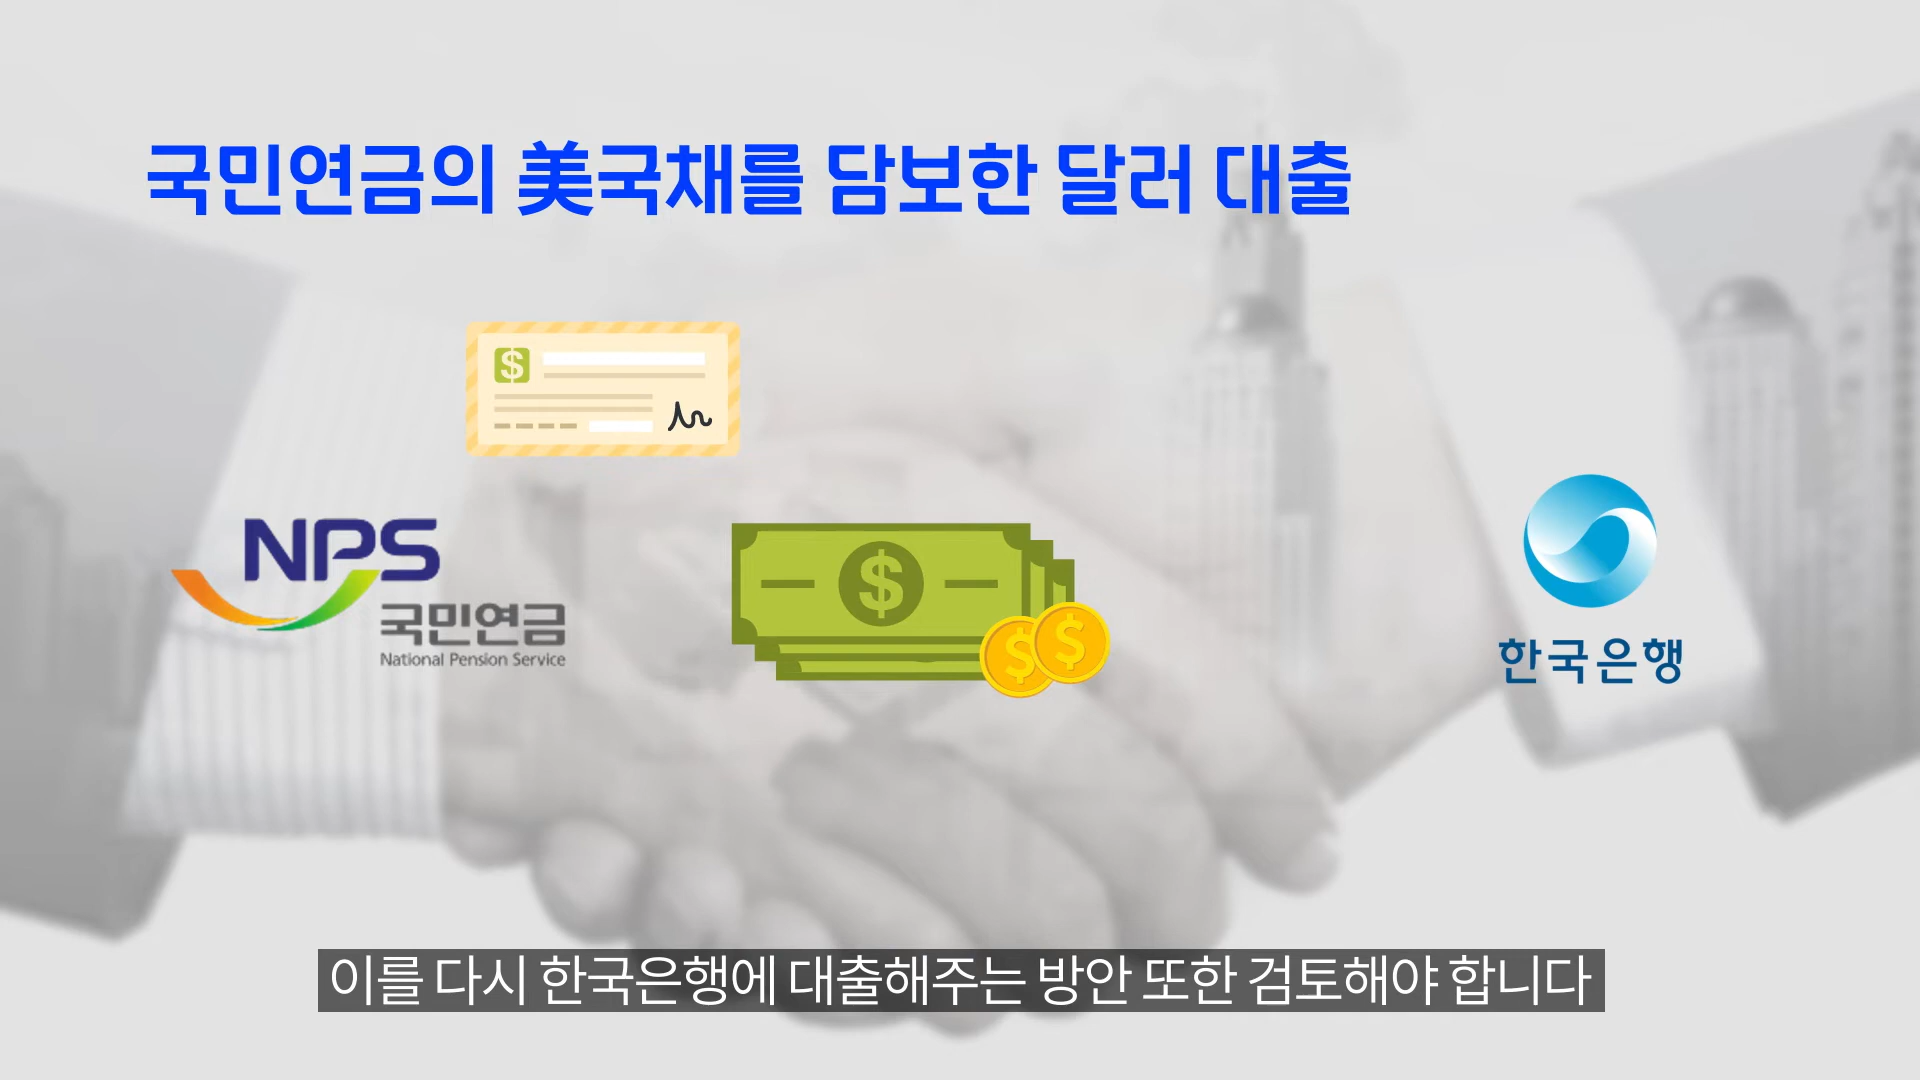 국민연금의 美국채를 담보한 달러 대출
$
NPS
국민연금
National Pension Service
$
$ $
한국은행
이를 다시 한국은행에 대출해주는 방안 또한 검토해야 합니다